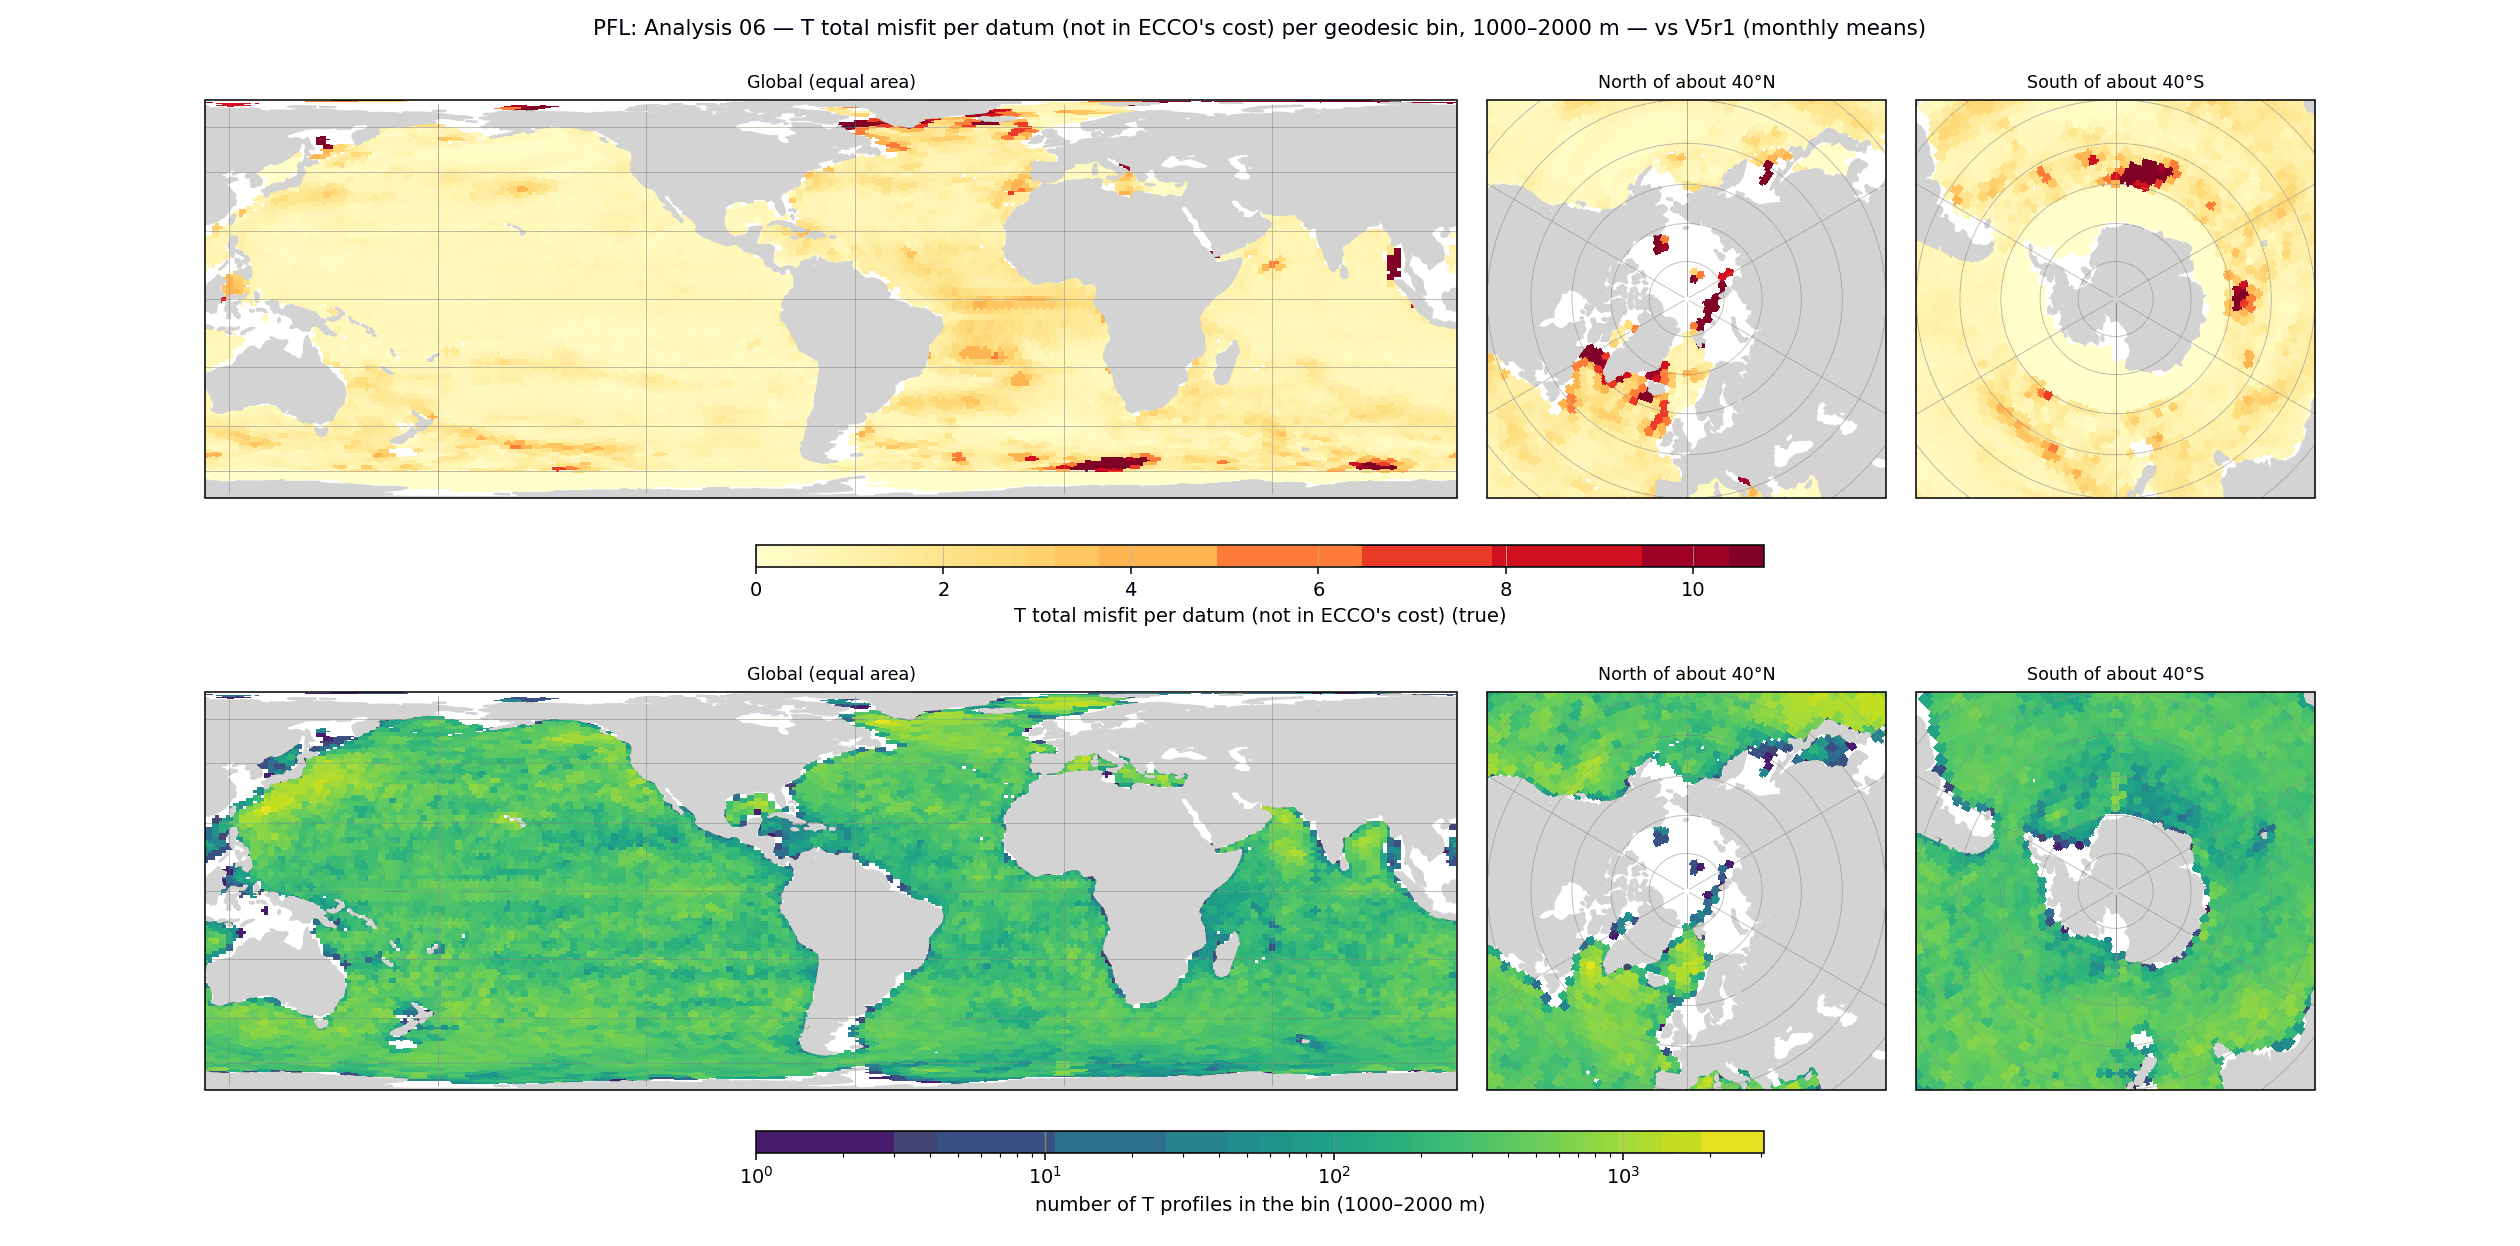 PFL: Analysis 06 — T total misfit per datum (not in ECCO's cost) per geodesic bin, 1000–2000 m — vs V5r1 (monthly means)
Global (equal area)
North of about 40°N
South of about 40°S
0 2 4 6 8 10
T total misfit per datum (not in ECCO's cost) (true)
Global (equal area)
North of about 40°N
South of about 40°S
10⁰ 10¹ 10² 10³
number of T profiles in the bin (1000–2000 m)